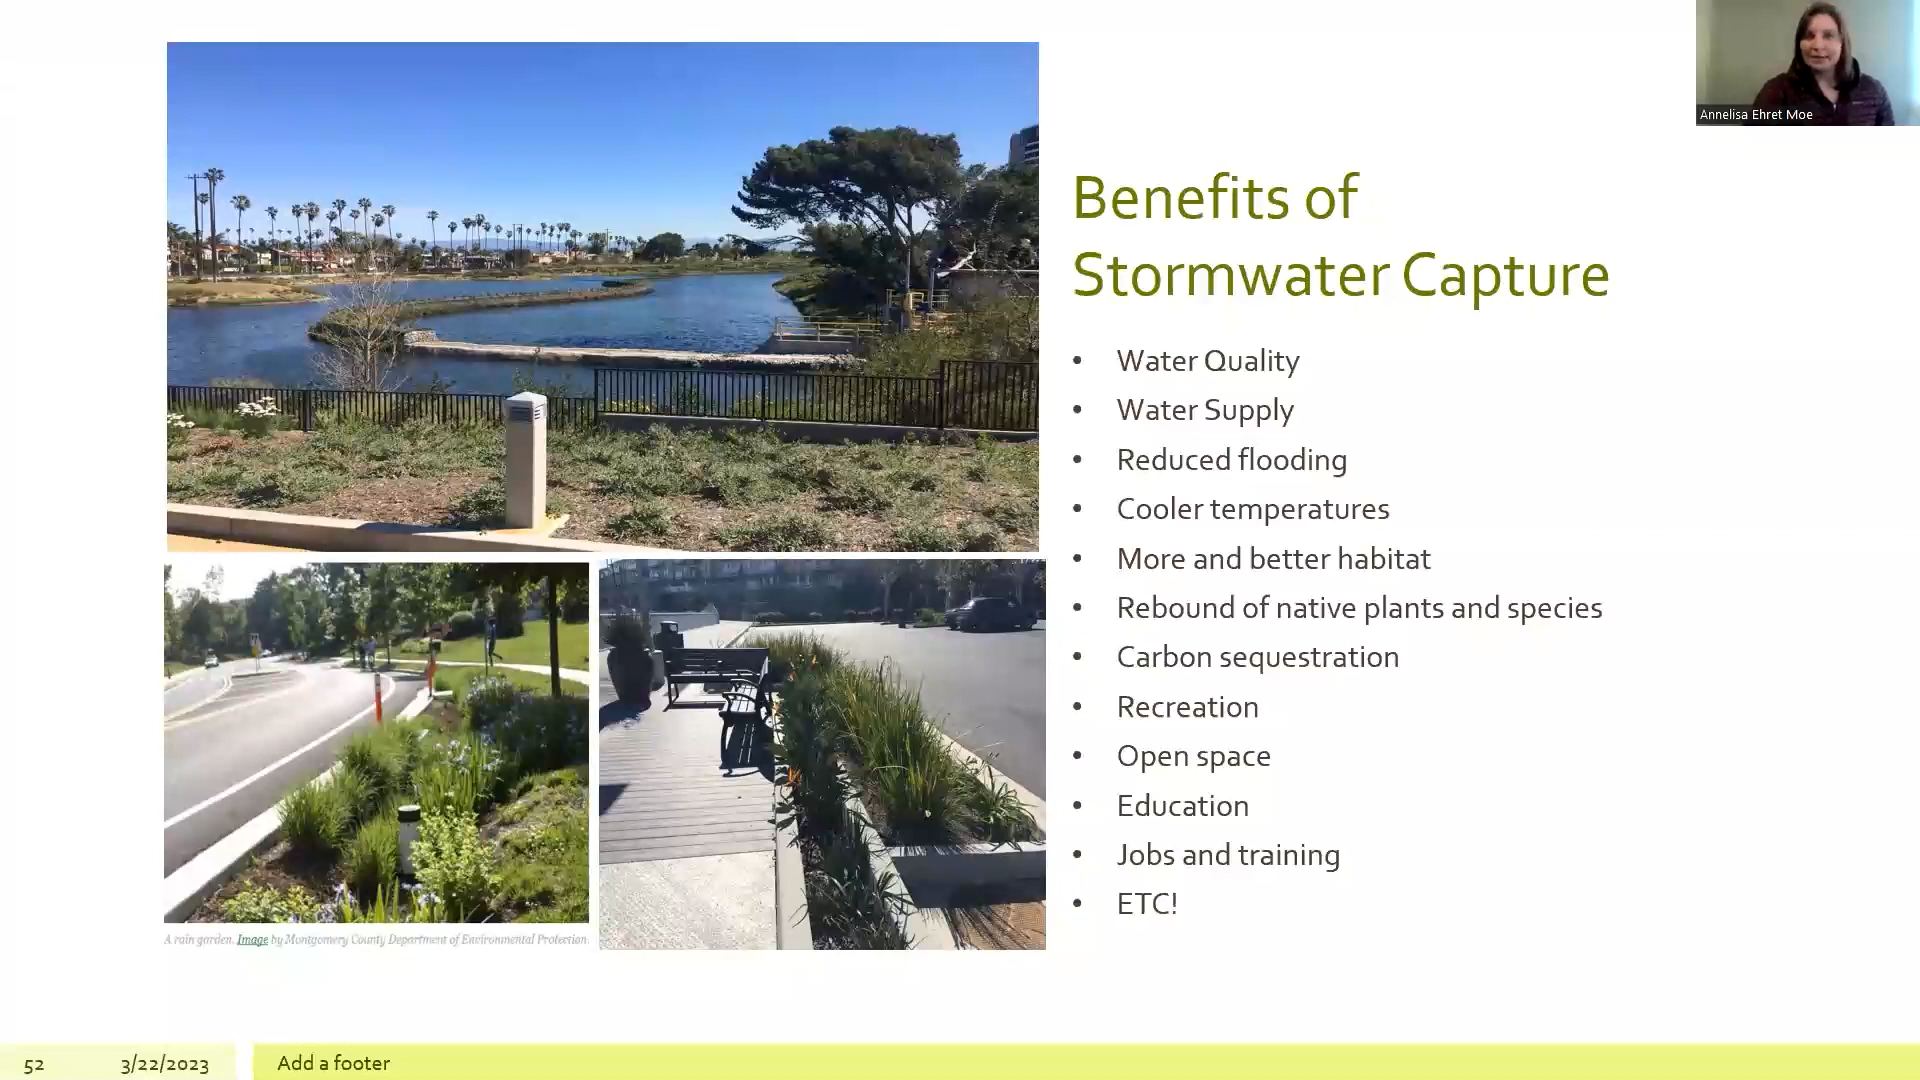 Annelisa Ehret Moe
Benefits of
Stormwater Capture
• Water Quality
• Water Supply
• Reduced flooding
• Cooler temperatures
• More and better habitat
• Rebound of native plants and species
• Carbon sequestration
• Recreation
• Open space
• Education
• Jobs and training
• ETC!
A rain garden. Image by Montgomery County Department of Environmental Protection.
52 3/22/2023 Add a footer